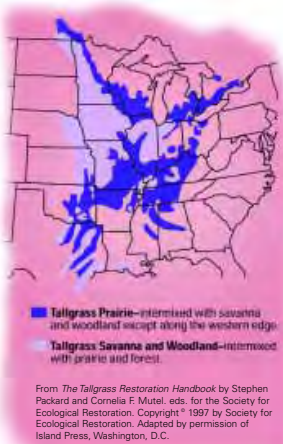 Tallgrass Prairie–intermixed with savanna
and woodland except along the western edge.
Tallgrass Savanna and Woodland–intermixed
with prairie and forest.
From The Tallgrass Restoration Handbook by Stephen
Packard and Cornelia F. Mutel. eds. for the Society for
Ecological Restoration. Copyright © 1997 by Society for
Ecological Restoration. Adapted by permission of
Island Press, Washington, D.C.